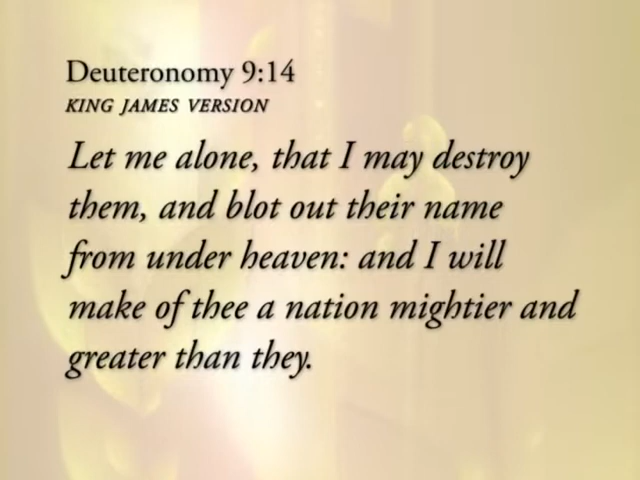 Deuteronomy 9:14
KING JAMES VERSION
Let me alone, that I may destroy
them, and blot out their name
from under heaven: and I will
make of thee a nation mightier and
greater than they.